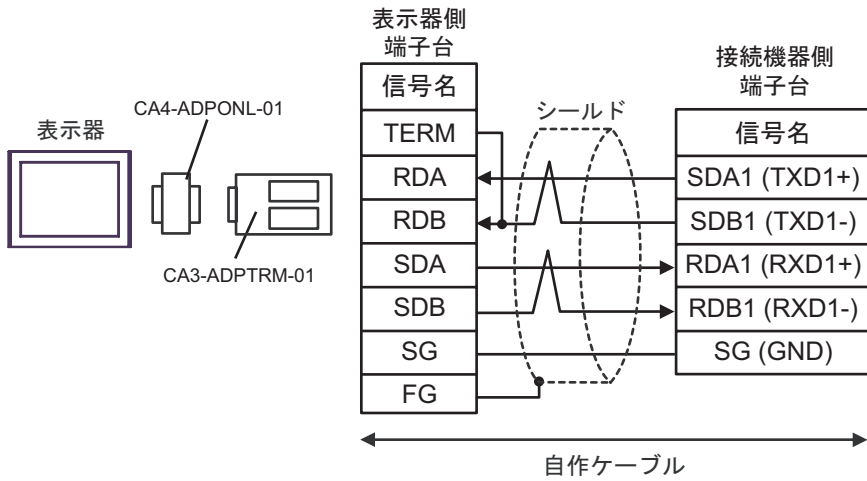 表示器
CA4-ADPONL-01
CA3-ADPTRM-01
表示器側
端子台
信号名
TERM
RDA
RDB
SDA
SDB
SG
FG
シールド
接続機器側
端子台
信号名
SDA1 (TXD1+)
SDB1 (TXD1-)
RDA1 (RXD1+)
RDB1 (RXD1-)
SG (GND)
自作ケーブル